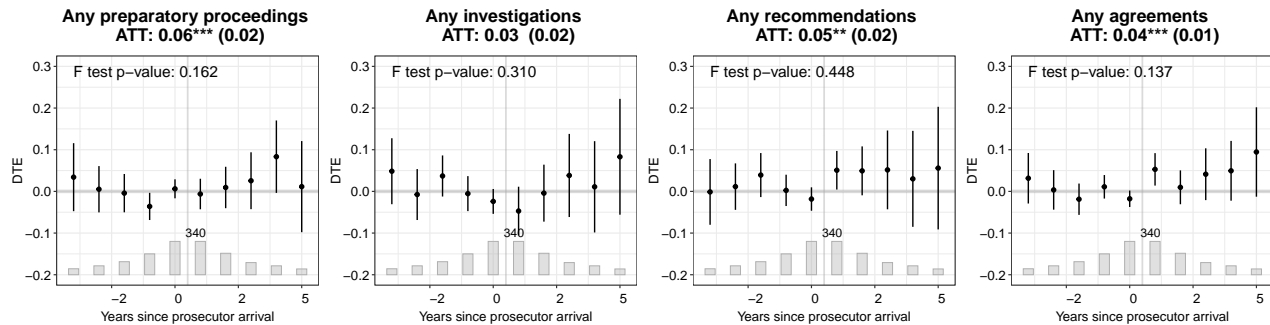 Any preparatory proceedings
ATT: 0.06*** (0.02)
F test p−value: 0.162
0.3
0.2
0.1
0.0
−0.1
−0.2
DTE
340
−2
0
2
5
Years since prosecutor arrival
Any investigations
ATT: 0.03 (0.02)
F test p−value: 0.310
0.3
0.2
0.1
0.0
−0.1
−0.2
DTE
340
−2
0
2
5
Years since prosecutor arrival
Any recommendations
ATT: 0.05** (0.02)
F test p−value: 0.448
0.3
0.2
0.1
0.0
−0.1
−0.2
DTE
340
−2
0
2
5
Years since prosecutor arrival
Any agreements
ATT: 0.04*** (0.01)
F test p−value: 0.137
0.3
0.2
0.1
0.0
−0.1
−0.2
DTE
340
−2
0
2
5
Years since prosecutor arrival